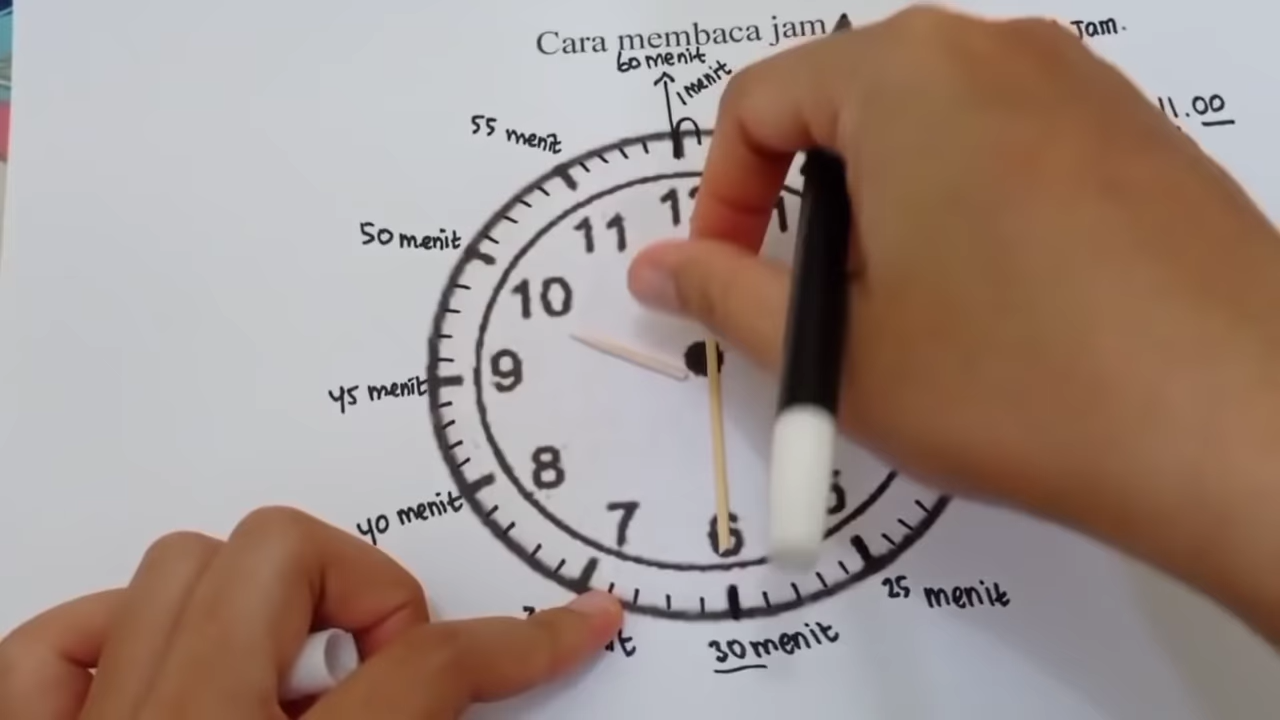 Cara membaca jam
Jam.
60 menit
1 menit
11.00
55 menit
50 menit
45 menit
40 menit
30 menit
25 menit
11
10
9
8
7
6